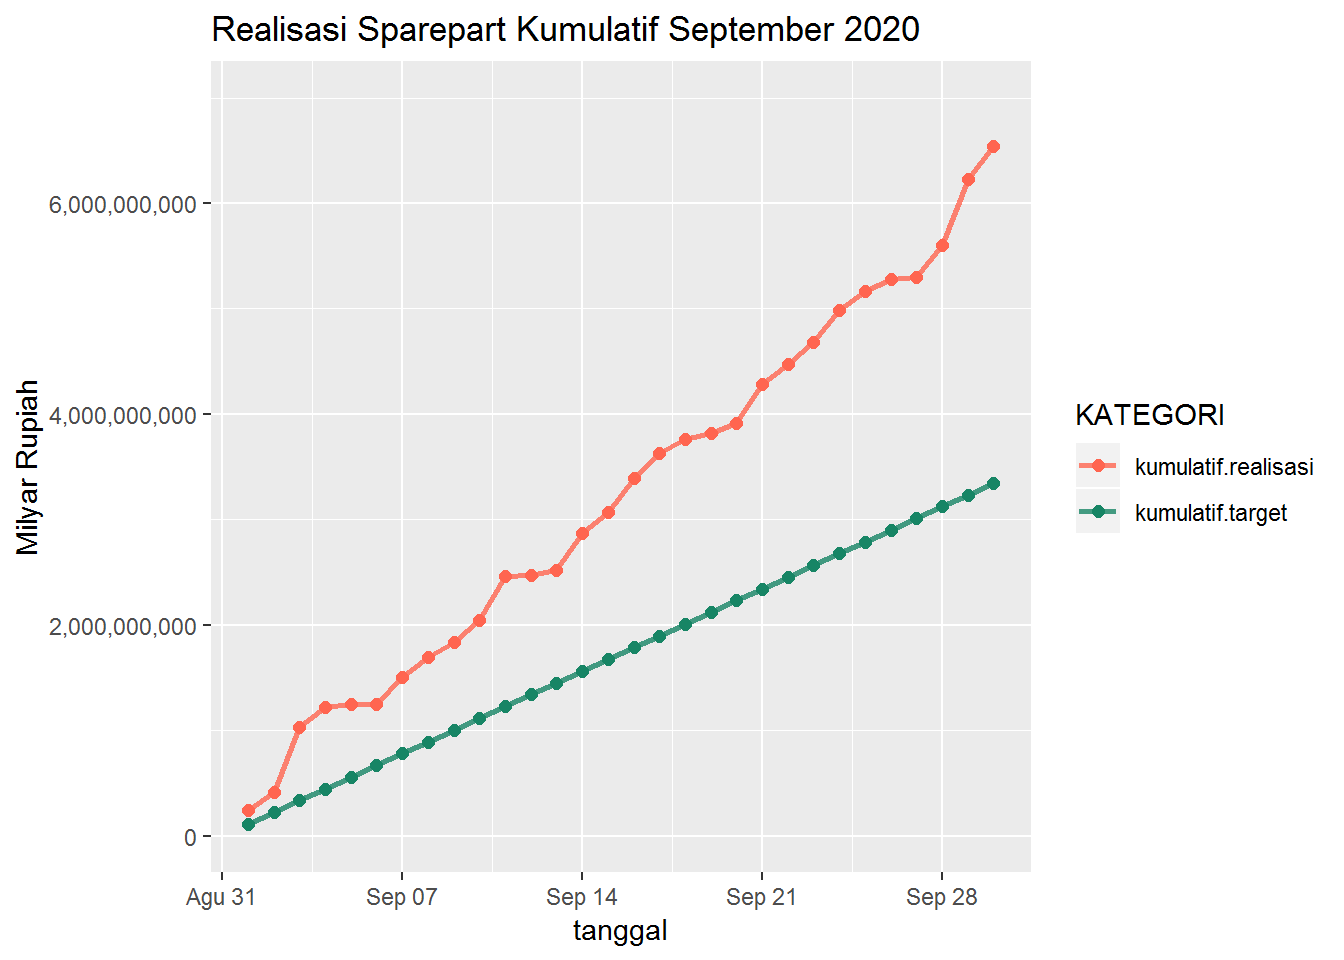 Realisasi Sparepart Kumulatif September 2020
Milyar Rupiah
6,000,000,000
4,000,000,000
2,000,000,000
0
Agu 31
Sep 07
Sep 14
Sep 21
Sep 28
tanggal
KATEGORI
kumulatif.realisasi
kumulatif.target